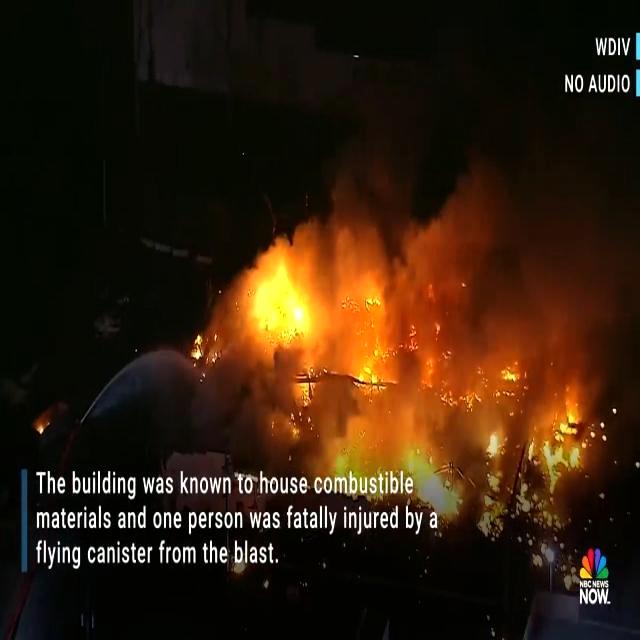 WDIV
NO AUDIO
The building was known to house combustible
materials and one person was fatally injured by a
flying canister from the blast.
NBC NEWS
NOW